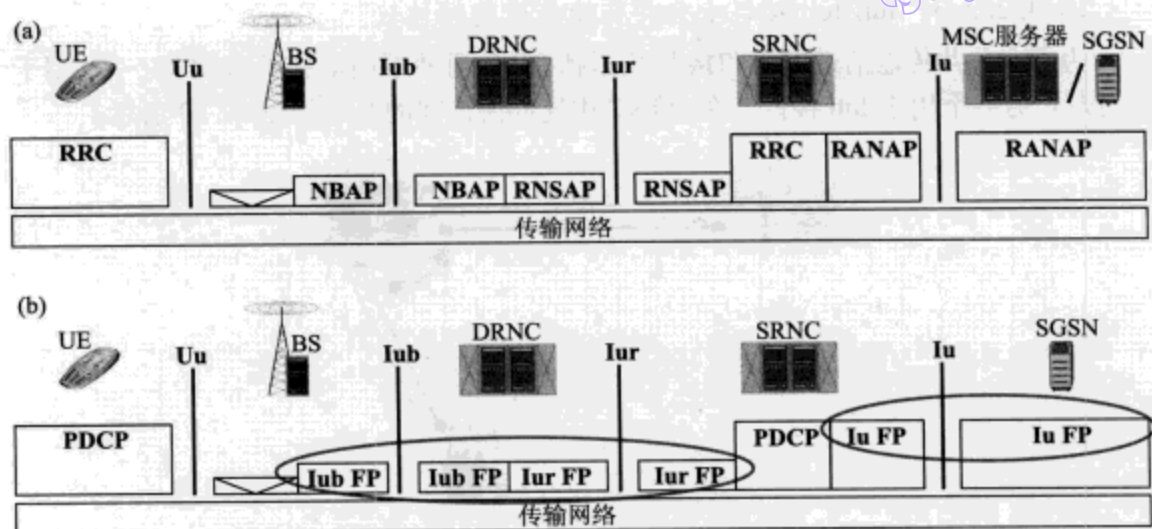 (a)
UE
Uu
BS
Iub
DRNC
Iur
SRNC
Iu
MSC服务器
SGSN
RRC
NBAP
NBAP
RNSAP
RNSAP
RRC
RANAP
RANAP
传输网络
(b)
UE
Uu
BS
Iub
DRNC
Iur
SRNC
Iu
SGSN
PDCP
Iub FP
Iub FP
Iur FP
Iur FP
PDCP
Iu FP
Iu FP
传输网络